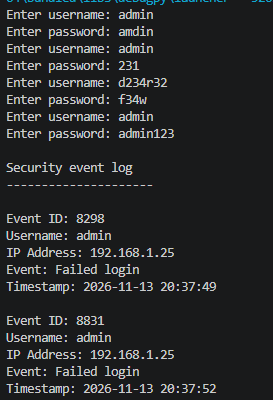 Enter username: admin
Enter password: amdin
Enter username: admin
Enter password: 231
Enter username: d234r32
Enter password: f34w
Enter username: admin
Enter password: admin123
Security event log
----------------------
Event ID: 8298
Username: admin
IP Address: 192.168.1.25
Event: Failed login
Timestamp: 2026-11-13 20:37:49
Event ID: 8831
Username: admin
IP Address: 192.168.1.25
Event: Failed login
Timestamp: 2026-11-13 20:37:52